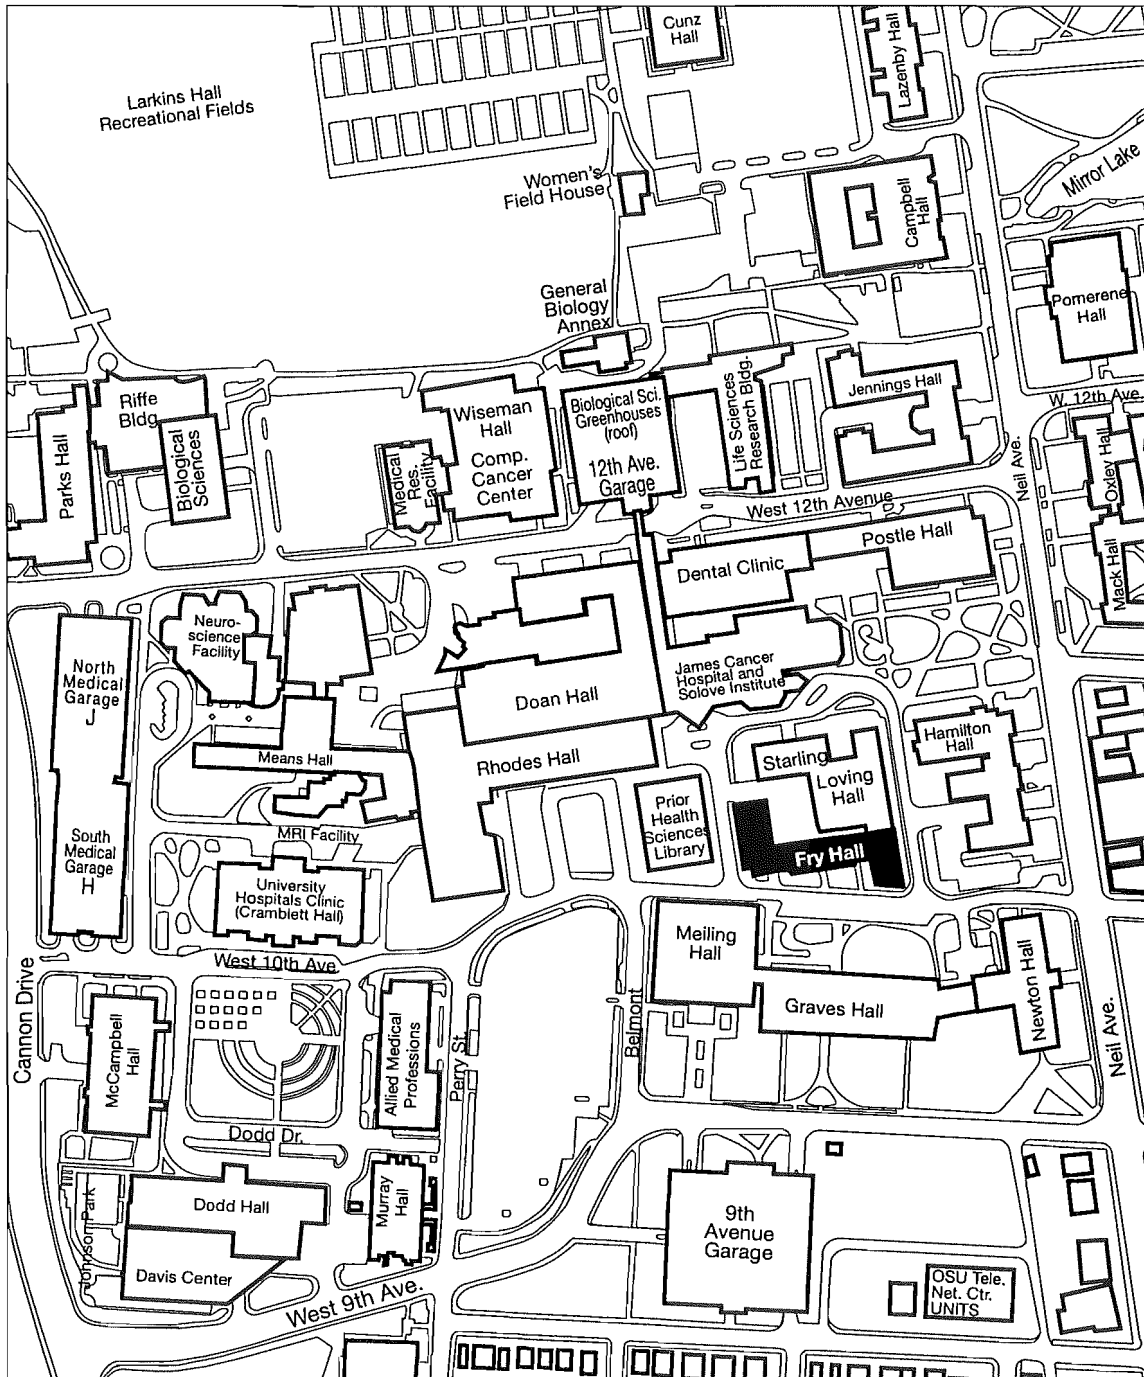 Cunz
Hall
Lazenby Hall
Larkins Hall
Recreational Fields
Mirror Lake
Women's
Field House
Campbell
Hall
General
Biology
Annex
Pomerene
Hall
Riffe
Bldg.
Parks Hall
Biological
Sciences
Medical
Res.
Facility
Wiseman
Hall
Comp.
Cancer
Center
Biological Sci.
Greenhouses
(roof)
12th Ave.
Garage
Life Sciences
Research Bldg.
Jennings Hall
W. 12th Ave.
Neil Ave.
Oxley Hall
Mack Hall
West 12th Avenue
Postle Hall
Dental Clinic
Neuro-
science
Facility
North
Medical
Garage
J
Doan Hall
James Cancer
Hospital and
Solove Institute
Means Hall
Rhodes Hall
Starling
Loving
Hall
Hamilton
Hall
Prior
Health
Sciences
Library
MRI Facility
South
Medical
Garage
H
Fry Hall
University
Hospitals Clinic
(Cramblett Hall)
West 10th Ave.
Meiling
Hall
Graves Hall
Newton Hall
Cannon Drive
McCampbell
Hall
Allied Medical
Professions
Perry St.
Belmont
Neil Ave.
Dodd Dr.
Johnson Park
Dodd Hall
Murray
Hall
Davis Center
9th
Avenue
Garage
West 9th Ave.
OSU Tele.
Net. Ctr.
UNITS